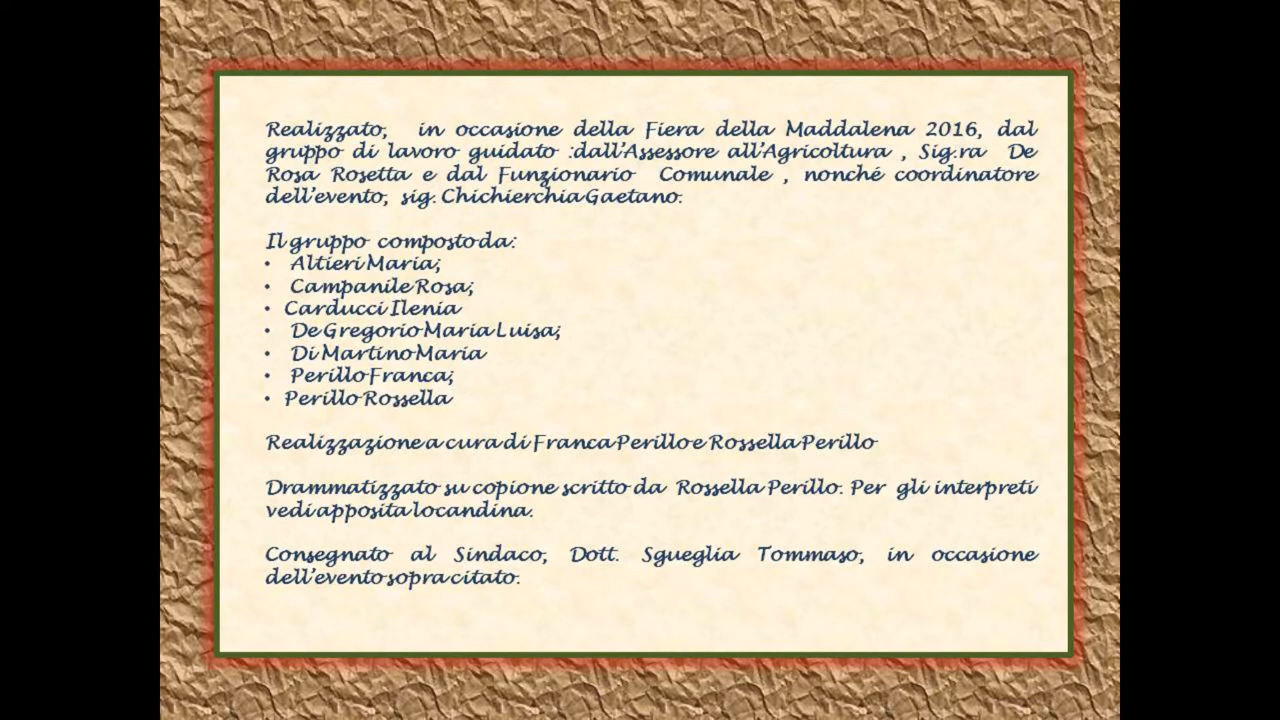 Realizzato, in occasione della Fiera della Maddalena 2016, dal
gruppo di lavoro guidato :dall'Assessore all'Agricoltura , Sig.ra De
Rosa Rosetta e dal Funzionario Comunale , nonché coordinatore
dell'evento, sig. Chichierchia Gaetano.
Il gruppo composto da:
• Altieri Maria;
• Campanile Rosa;
• Carducci Ilenia
• De Gregorio Maria Luisa;
• Di Martino Maria
• Perillo Franca;
• Perillo Rossella
Realizzazione a cura di Franca Perillo e Rossella Perillo
Drammatizzato su copione scritto da Rossella Perillo. Per gli interpreti
vedi apposita locandina.
Consegnato al Sindaco, Dott. Sgueglia Tommaso, in occasione
dell'evento sopra citato.